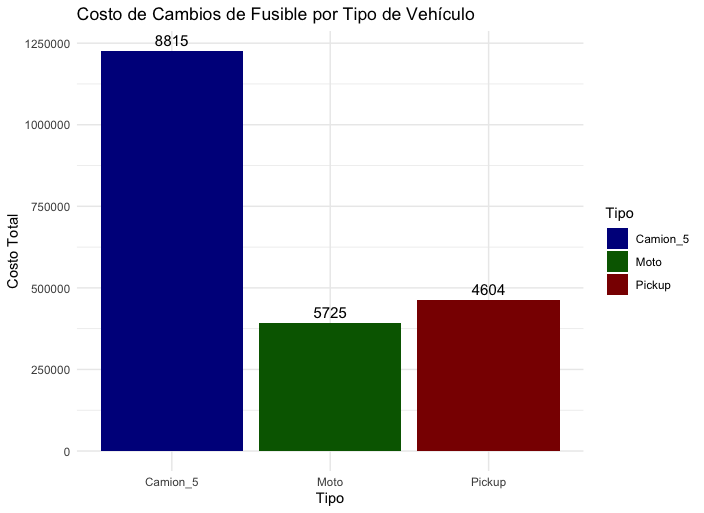 Costo de Cambios de Fusible por Tipo de Vehículo
Costo Total
1250000
1000000
750000
500000
250000
0
8815
5725
4604
Camion_5
Moto
Pickup
Tipo
Tipo
Camion_5
Moto
Pickup